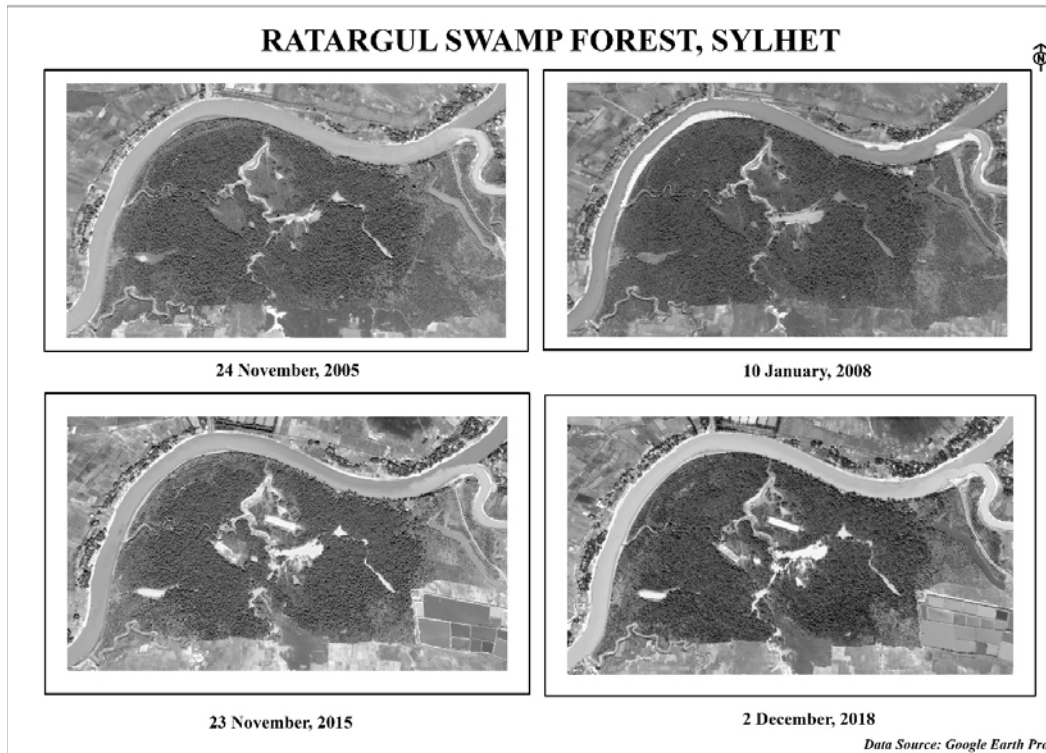 RATARGUL SWAMP FOREST, SYLHET
N
24 November, 2005
10 January, 2008
23 November, 2015
2 December, 2018
Data Source: Google Earth Pro